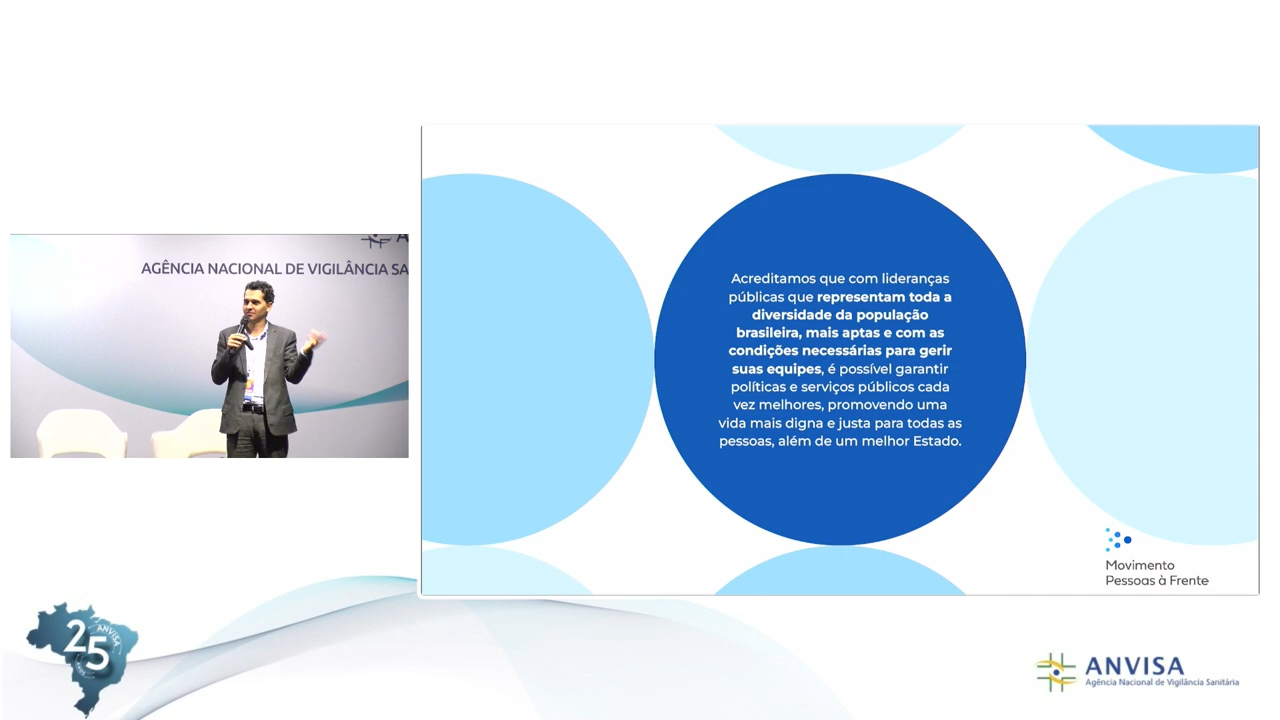 AGÊNCIA NACIONAL DE VIGILÂNCIA SA
Acreditamos que com lideranças
públicas que representam toda a
diversidade da população
brasileira, mais aptas e com as
condições necessárias para gerir
suas equipes, é possível garantir
políticas e serviços públicos cada
vez melhores, promovendo uma
vida mais digna e justa para todas as
pessoas, além de um melhor Estado.
Movimento
Pessoas à Frente
25
ANVISA
ANVISA
Agência Nacional de Vigilância Sanitária